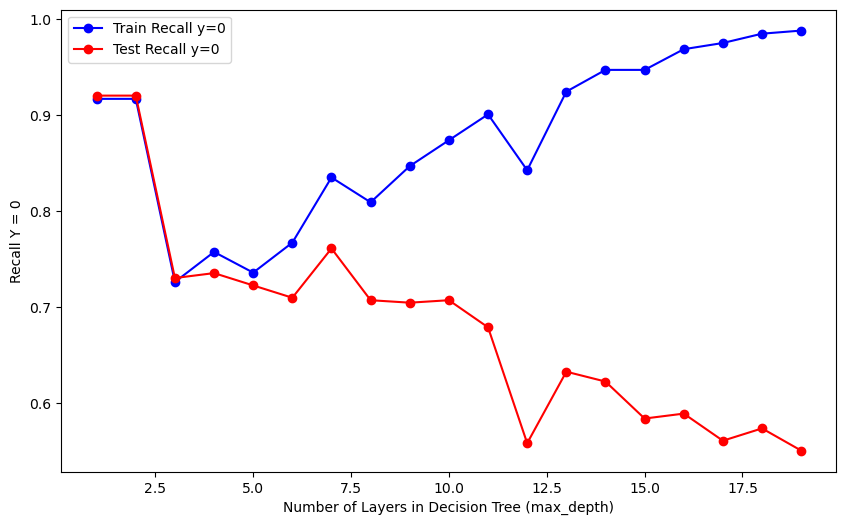 Train Recall y=0
Test Recall y=0
1.0
0.9
0.8
0.7
0.6
Recall Y = 0
2.5 5.0 7.5 10.0 12.5 15.0 17.5
Number of Layers in Decision Tree (max_depth)